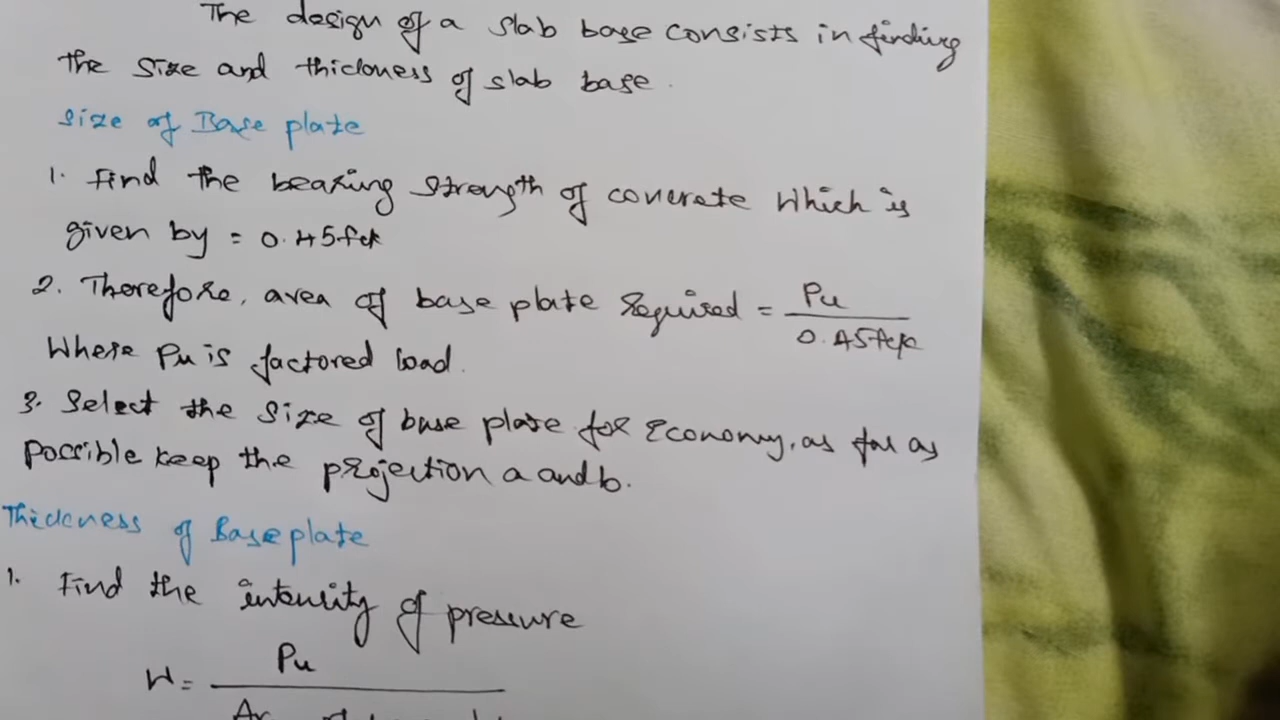 The design of a slab base consists in finding
the size and thickness of slab base.
Size of Base plate
1. Find the bearing strength of concrete which is
given by = 0.45fck
2. Therefore, area of base plate required = Pu / 0.45fck
Where Pu is factored load.
3. Select the size of base plate for economy, as far as
possible keep the projection a and b.
Thickness of Base plate
1. Find the intensity of pressure
W = Pu